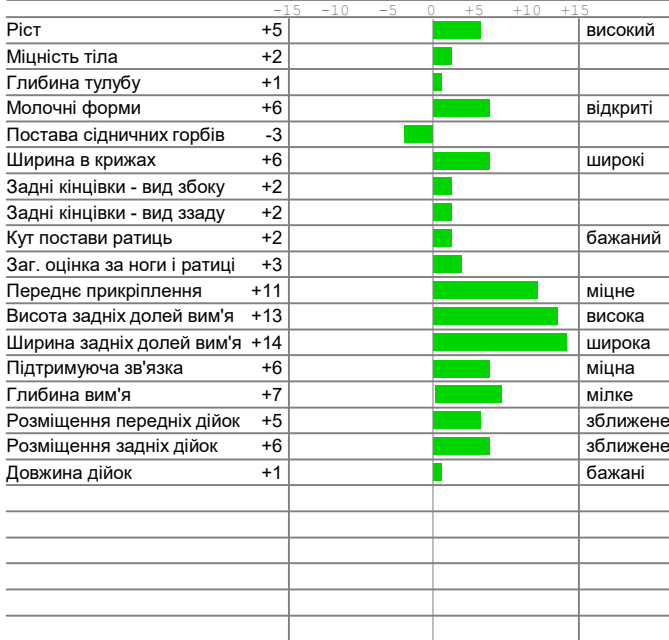 -15 -10 -5 0 +5 +10 +15
Ріст +5 високий
Міцність тіла +2
Глибина тулубу +1
Молочні форми +6 відкриті
Постава сідничних горбів -3
Ширина в крижах +6 широкі
Задні кінцівки - вид збоку +2
Задні кінцівки - вид ззаду +2
Кут постави ратиць +2 бажаний
Заг. оцінка за ноги і ратиці +3
Переднє прикріплення +11 міцне
Висота задніх долей вим'я +13 висока
Ширина задніх долей вим'я +14 широка
Підтримуюча зв'язка +6 міцна
Глибина вим'я +7 мілке
Розміщення передніх дійок +5 зближене
Розміщення задніх дійок +6 зближене
Довжина дійок +1 бажані